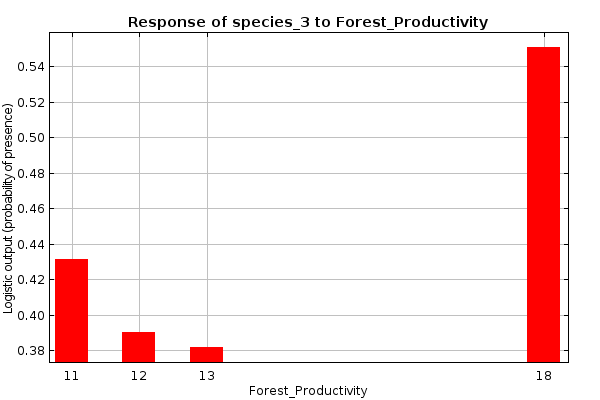 Response of species_3 to Forest_Productivity
Logistic output (probability of presence)
0.54
0.52
0.50
0.48
0.46
0.44
0.42
0.40
0.38
11 12 13 18
Forest_Productivity